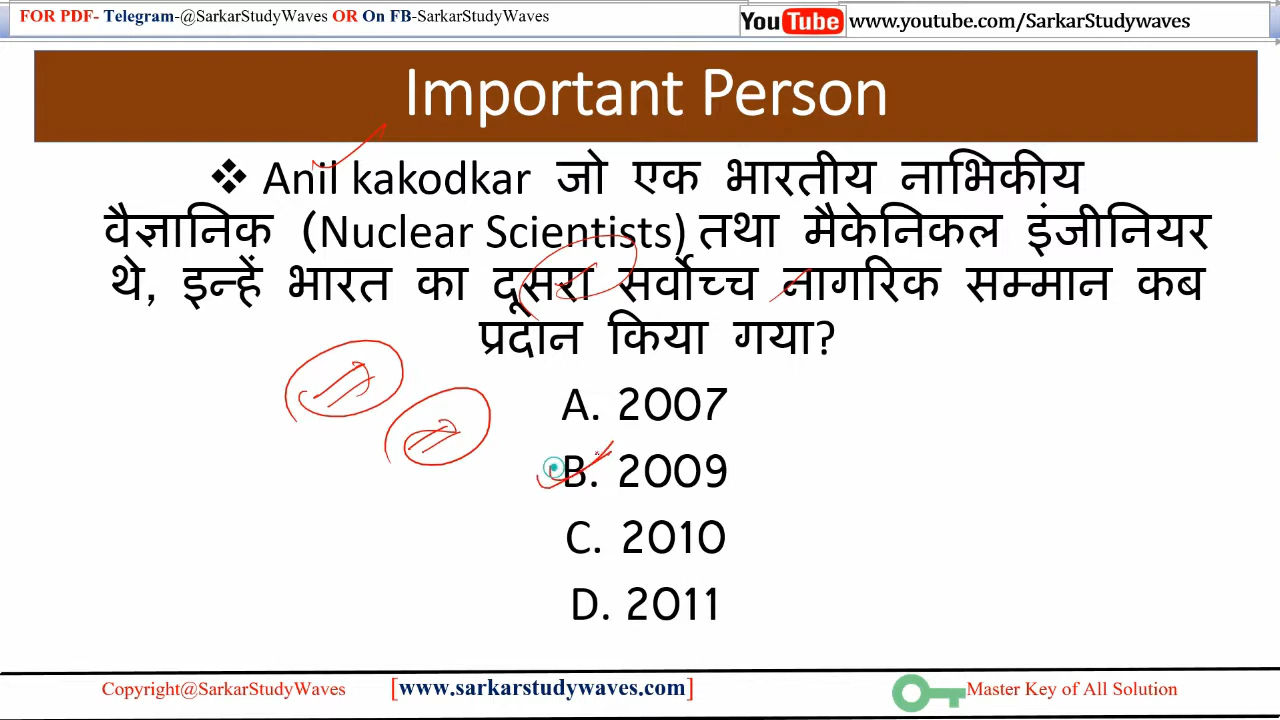 FOR PDF- Telegram-@SarkarStudyWaves OR On FB-SarkarStudyWaves
YouTube www.youtube.com/SarkarStudywaves
Important Person
❖ Anil kakodkar जो एक भारतीय नाभिकीय
वैज्ञानिक (Nuclear Scientists) तथा मैकेनिकल इंजीनियर
थे, इन्हें भारत का दूसरा सर्वोच्च नागरिक सम्मान कब
प्रदान किया गया?
A. 2007
B. 2009
C. 2010
D. 2011
Copyright@SarkarStudyWaves [www.sarkarstudywaves.com] Master Key of All Solution